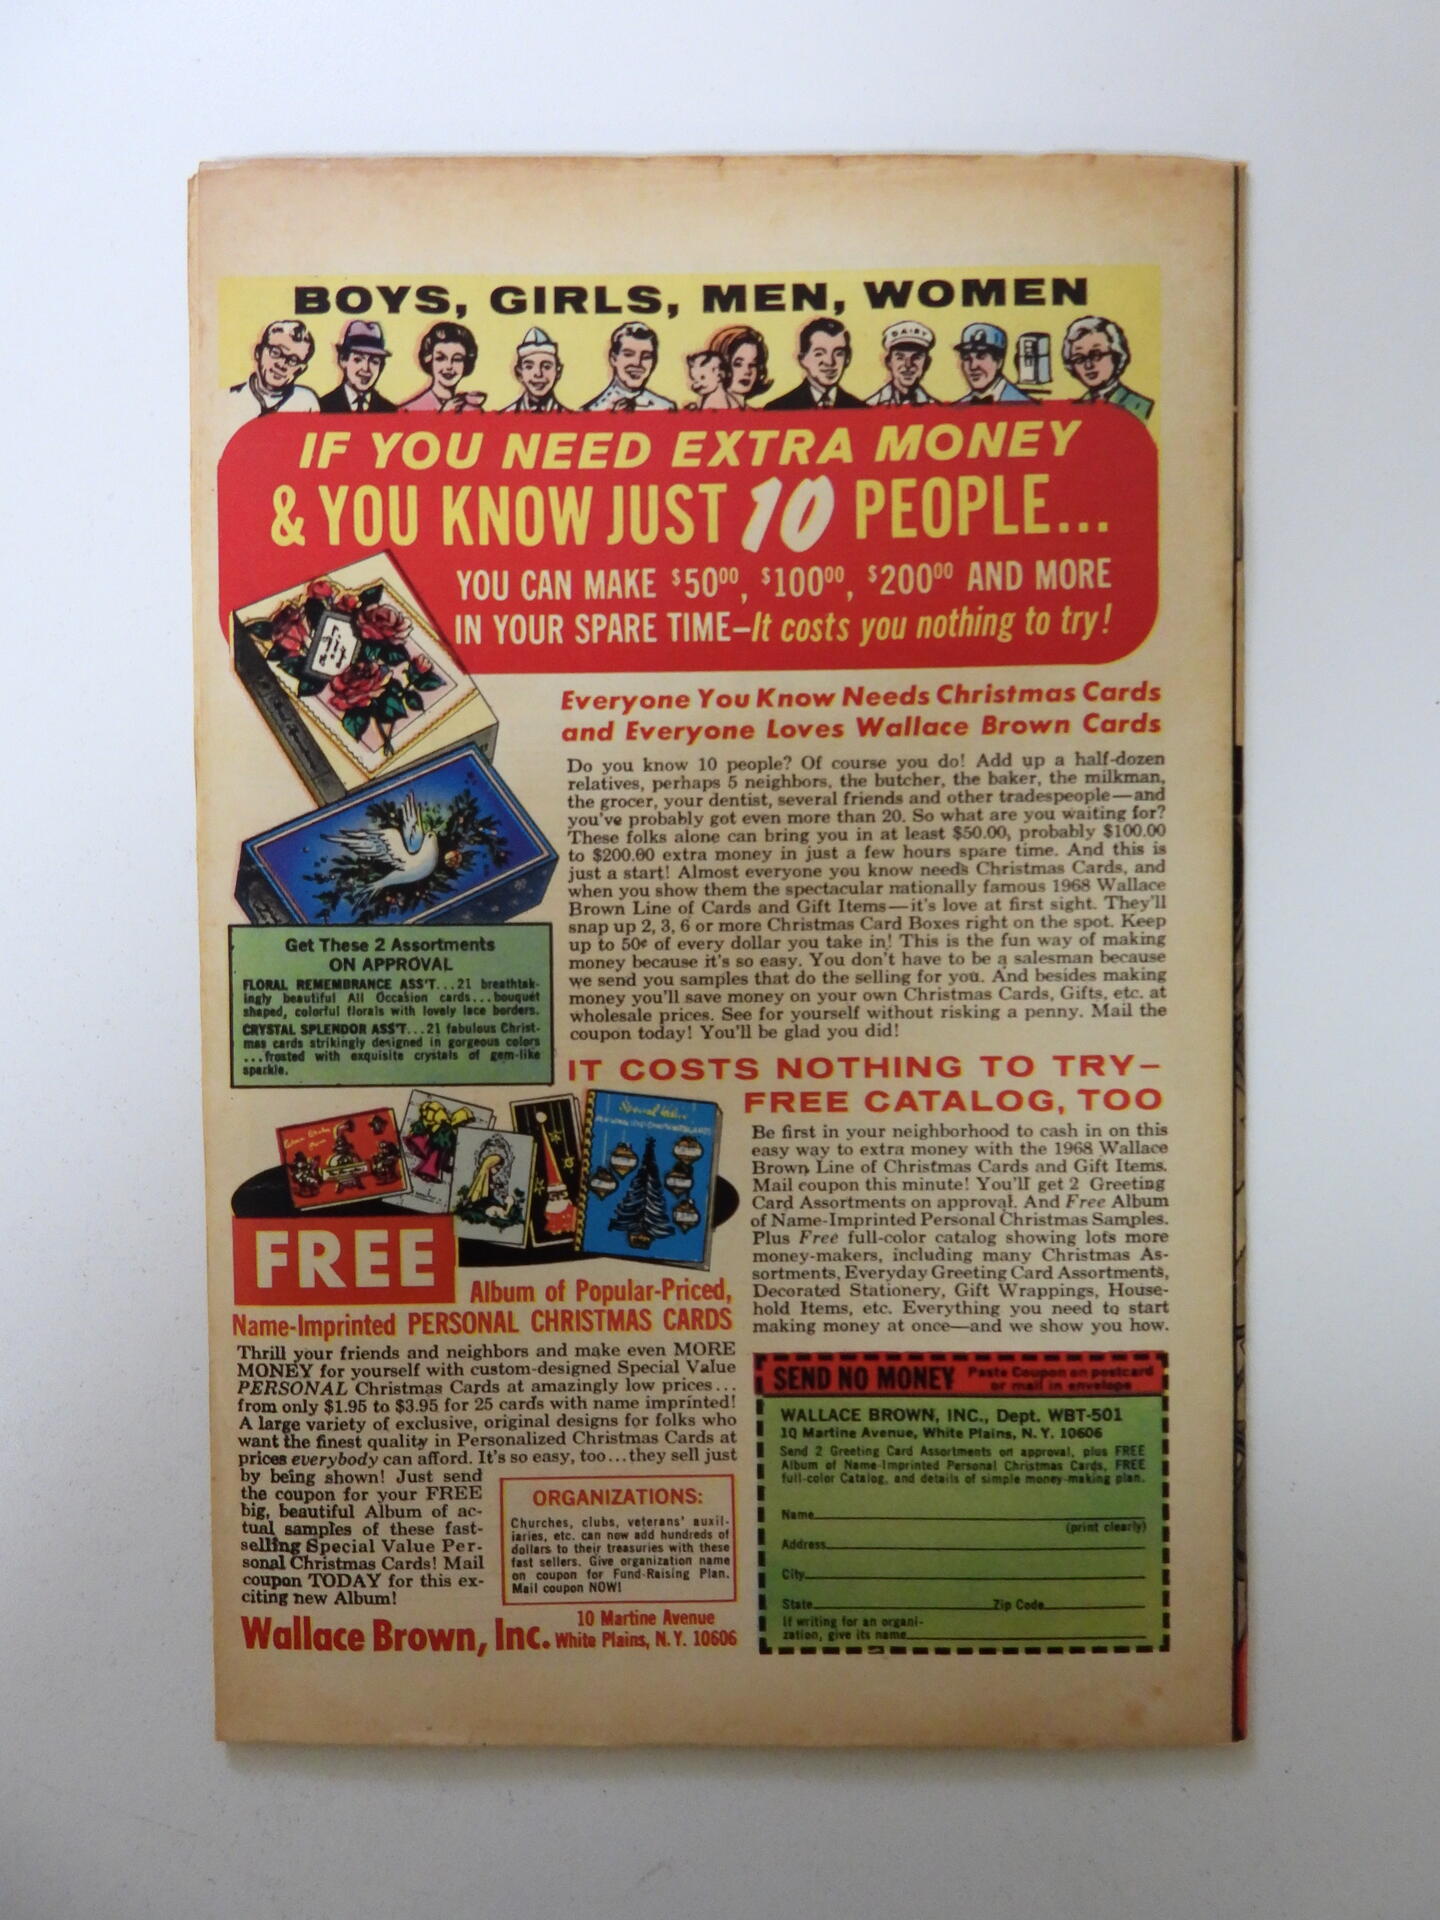 BOYS, GIRLS, MEN, WOMEN
DAIRY
IF YOU NEED EXTRA MONEY
& YOU KNOW JUST 10 PEOPLE...
YOU CAN MAKE $50⁰⁰, $100⁰⁰, $200⁰⁰ AND MORE
IN YOUR SPARE TIME—It costs you nothing to try!
Everyone You Know Needs Christmas Cards
and Everyone Loves Wallace Brown Cards
Do you know 10 people? Of course you do! Add up a half-dozen
relatives, perhaps 5 neighbors, the butcher, the baker, the milkman,
the grocer, your dentist, several friends and other tradespeople—and
you've probably got even more than 20. So what are you waiting for?
These folks alone can bring you in at least $50.00, probably $100.00
to $200.00 extra money in just a few hours spare time. And this is
just a start! Almost everyone you know needs Christmas Cards, and
when you show them the spectacular nationally famous 1968 Wallace
Brown Line of Cards and Gift Items—it's love at first sight. They'll
snap up 2, 3, 6 or more Christmas Card Boxes right on the spot. Keep
up to 50¢ of every dollar you take in! This is the fun way of making
money because it's so easy. You don't have to be a salesman because
we send you samples that do the selling for you. And besides making
money you'll save money on your own Christmas Cards, Gifts, etc. at
wholesale prices. See for yourself without risking a penny. Mail the
coupon today! You'll be glad you did!
Get These 2 Assortments
ON APPROVAL
FLORAL REMEMBRANCE ASS'T...21 breathtak-
ingly beautiful All Occasion cards...bouquet
shaped, colorful florals with lovely lace borders.
CRYSTAL SPLENDOR ASS'T...21 fabulous Christ-
mas cards strikingly designed in gorgeous colors
...frosted with exquisite crystals of gem-like
sparkle.
IT COSTS NOTHING TO TRY—
FREE CATALOG, TOO
Be first in your neighborhood to cash in on this
easy way to extra money with the 1968 Wallace
Brown Line of Christmas Cards and Gift Items.
Mail coupon this minute! You'll get 2 Greeting
Card Assortments on approval. And Free Album
of Name-Imprinted Personal Christmas Samples.
Plus Free full-color catalog showing lots more
money-makers, including many Christmas As-
sortments, Everyday Greeting Card Assortments,
Decorated Stationery, Gift Wrappings, House-
hold Items, etc. Everything you need to start
making money at once—and we show you how.
Special Value
FREE
Album of Popular-Priced,
Name-Imprinted PERSONAL CHRISTMAS CARDS
Thrill your friends and neighbors and make even MORE
MONEY for yourself with custom-designed Special Value
PERSONAL Christmas Cards at amazingly low prices...
from only $1.95 to $3.95 for 25 cards with name imprinted!
A large variety of exclusive, original designs for folks who
want the finest quality in Personalized Christmas Cards at
prices everybody can afford. It's so easy, too...they sell just
by being shown! Just send
the coupon for your FREE
big, beautiful Album of ac-
tual samples of these fast-
selling Special Value Per-
sonal Christmas Cards! Mail
coupon TODAY for this ex-
citing new Album!
ORGANIZATIONS:
Churches, clubs, veterans' auxil-
iaries, etc. can now add hundreds of
dollars to their treasuries with these
fast sellers. Give organization name
on coupon for Fund-Raising Plan.
Mail coupon NOW!
Wallace Brown, Inc. 10 Martine Avenue
White Plains, N.Y. 10606
SEND NO MONEY Paste Coupon on postcard
or mail in envelope
WALLACE BROWN, INC., Dept. WBT-501
10 Martine Avenue, White Plains, N. Y. 10606
Send 2 Greeting Card Assortments on approval, plus FREE
Album of Name-Imprinted Personal Christmas Cards, FREE
full-color Catalog, and details of simple money-making plan.
Name
(print clearly)
Address
City
State Zip Code
If writing for an organi-
zation, give its name